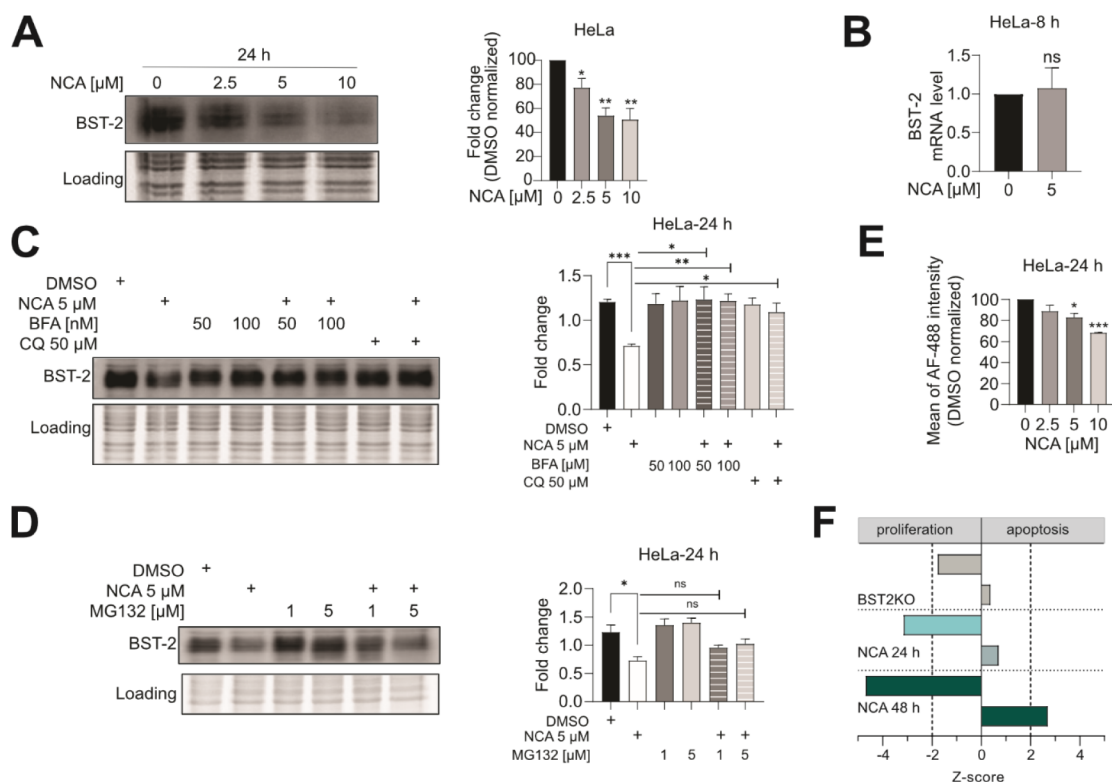 A
24 h
NCA [µM] 0 2.5 5 10
BST-2
Loading
HeLa
Fold change
(DMSO normalized)
100
80
60
40
20
0
* ** **
0 2.5 5 10
NCA [µM]
B
HeLa-8 h
BST-2
mRNA level
1.5
1.0
0.5
0.0
ns
0 5
NCA [µM]
C
DMSO +
NCA 5 µM + + + +
BFA [nM] 50 100 50 100
CQ 50 µM + +
BST-2
Loading
HeLa-24 h
Fold change
1.5
1.0
0.5
0.0
*
**
*** *
DMSO +
NCA 5 µM + + + +
BFA [µM] 50 100 50 100
CQ 50 µM + +
E
HeLa-24 h
Mean of AF-488 intensity
(DMSO normalized)
100
80
60
40
20
0
* ***
0 2.5 5 10
NCA [µM]
D
DMSO +
NCA 5 µM + + +
MG132 [µM] 1 5 1 5
BST-2
Loading
HeLa-24 h
Fold change
2.0
1.5
1.0
0.5
0.0
* ns
ns
DMSO +
NCA 5 µM + + +
MG132 [µM] 1 5 1 5
F
proliferation apoptosis
BST2KO
NCA 24 h
NCA 48 h
-4 -2 0 2 4
Z-score